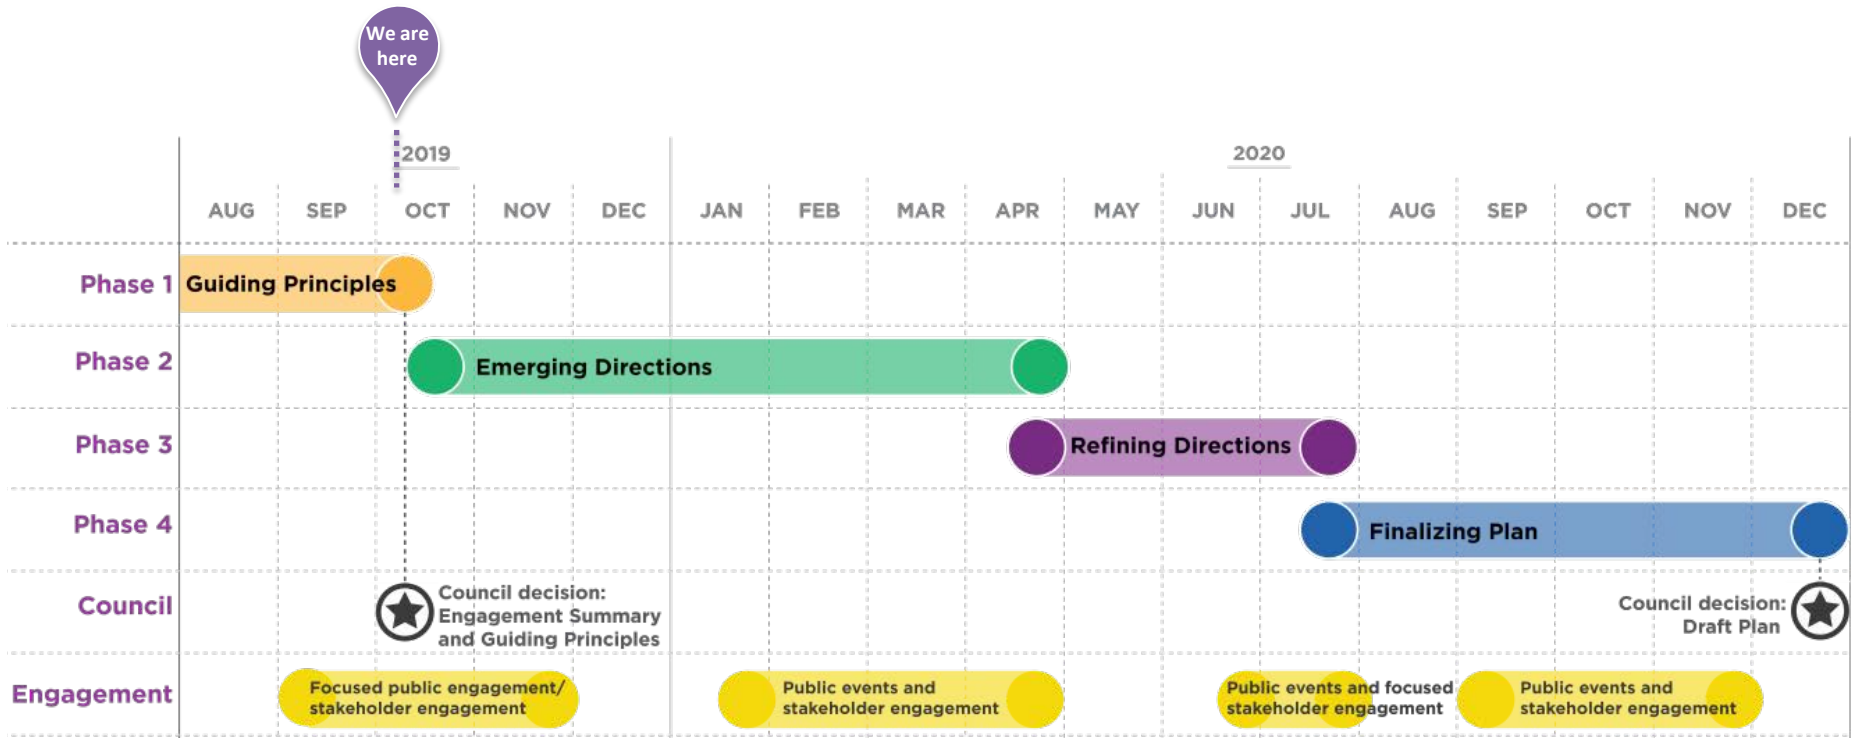 We are
here
2019
2020
AUG SEP OCT NOV DEC JAN FEB MAR APR MAY JUN JUL AUG SEP OCT NOV DEC
Phase 1 Guiding Principles
Phase 2 Emerging Directions
Phase 3 Refining Directions
Phase 4 Finalizing Plan
Council
Council decision:
Engagement Summary
and Guiding Principles
Council decision:
Draft Plan
Engagement
Focused public engagement/
stakeholder engagement
Public events and
stakeholder engagement
Public events and focused
stakeholder engagement
Public events and
stakeholder engagement